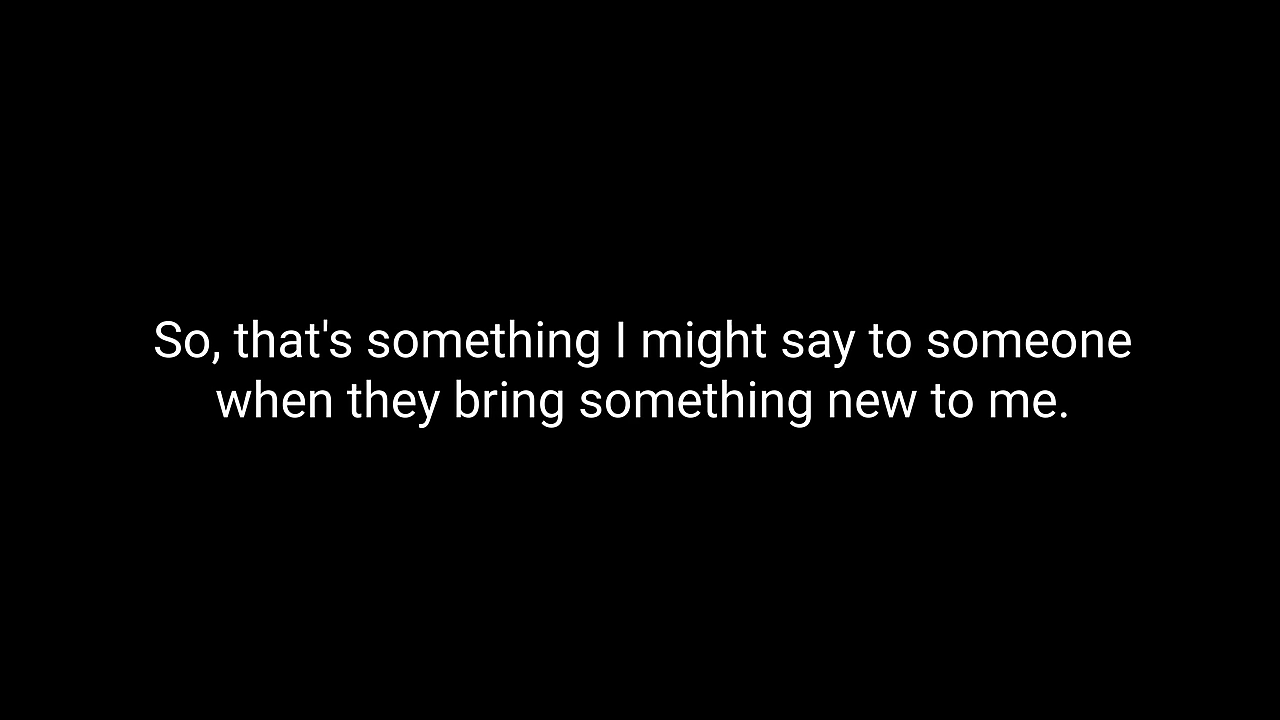 So, that's something I might say to someone
when they bring something new to me.